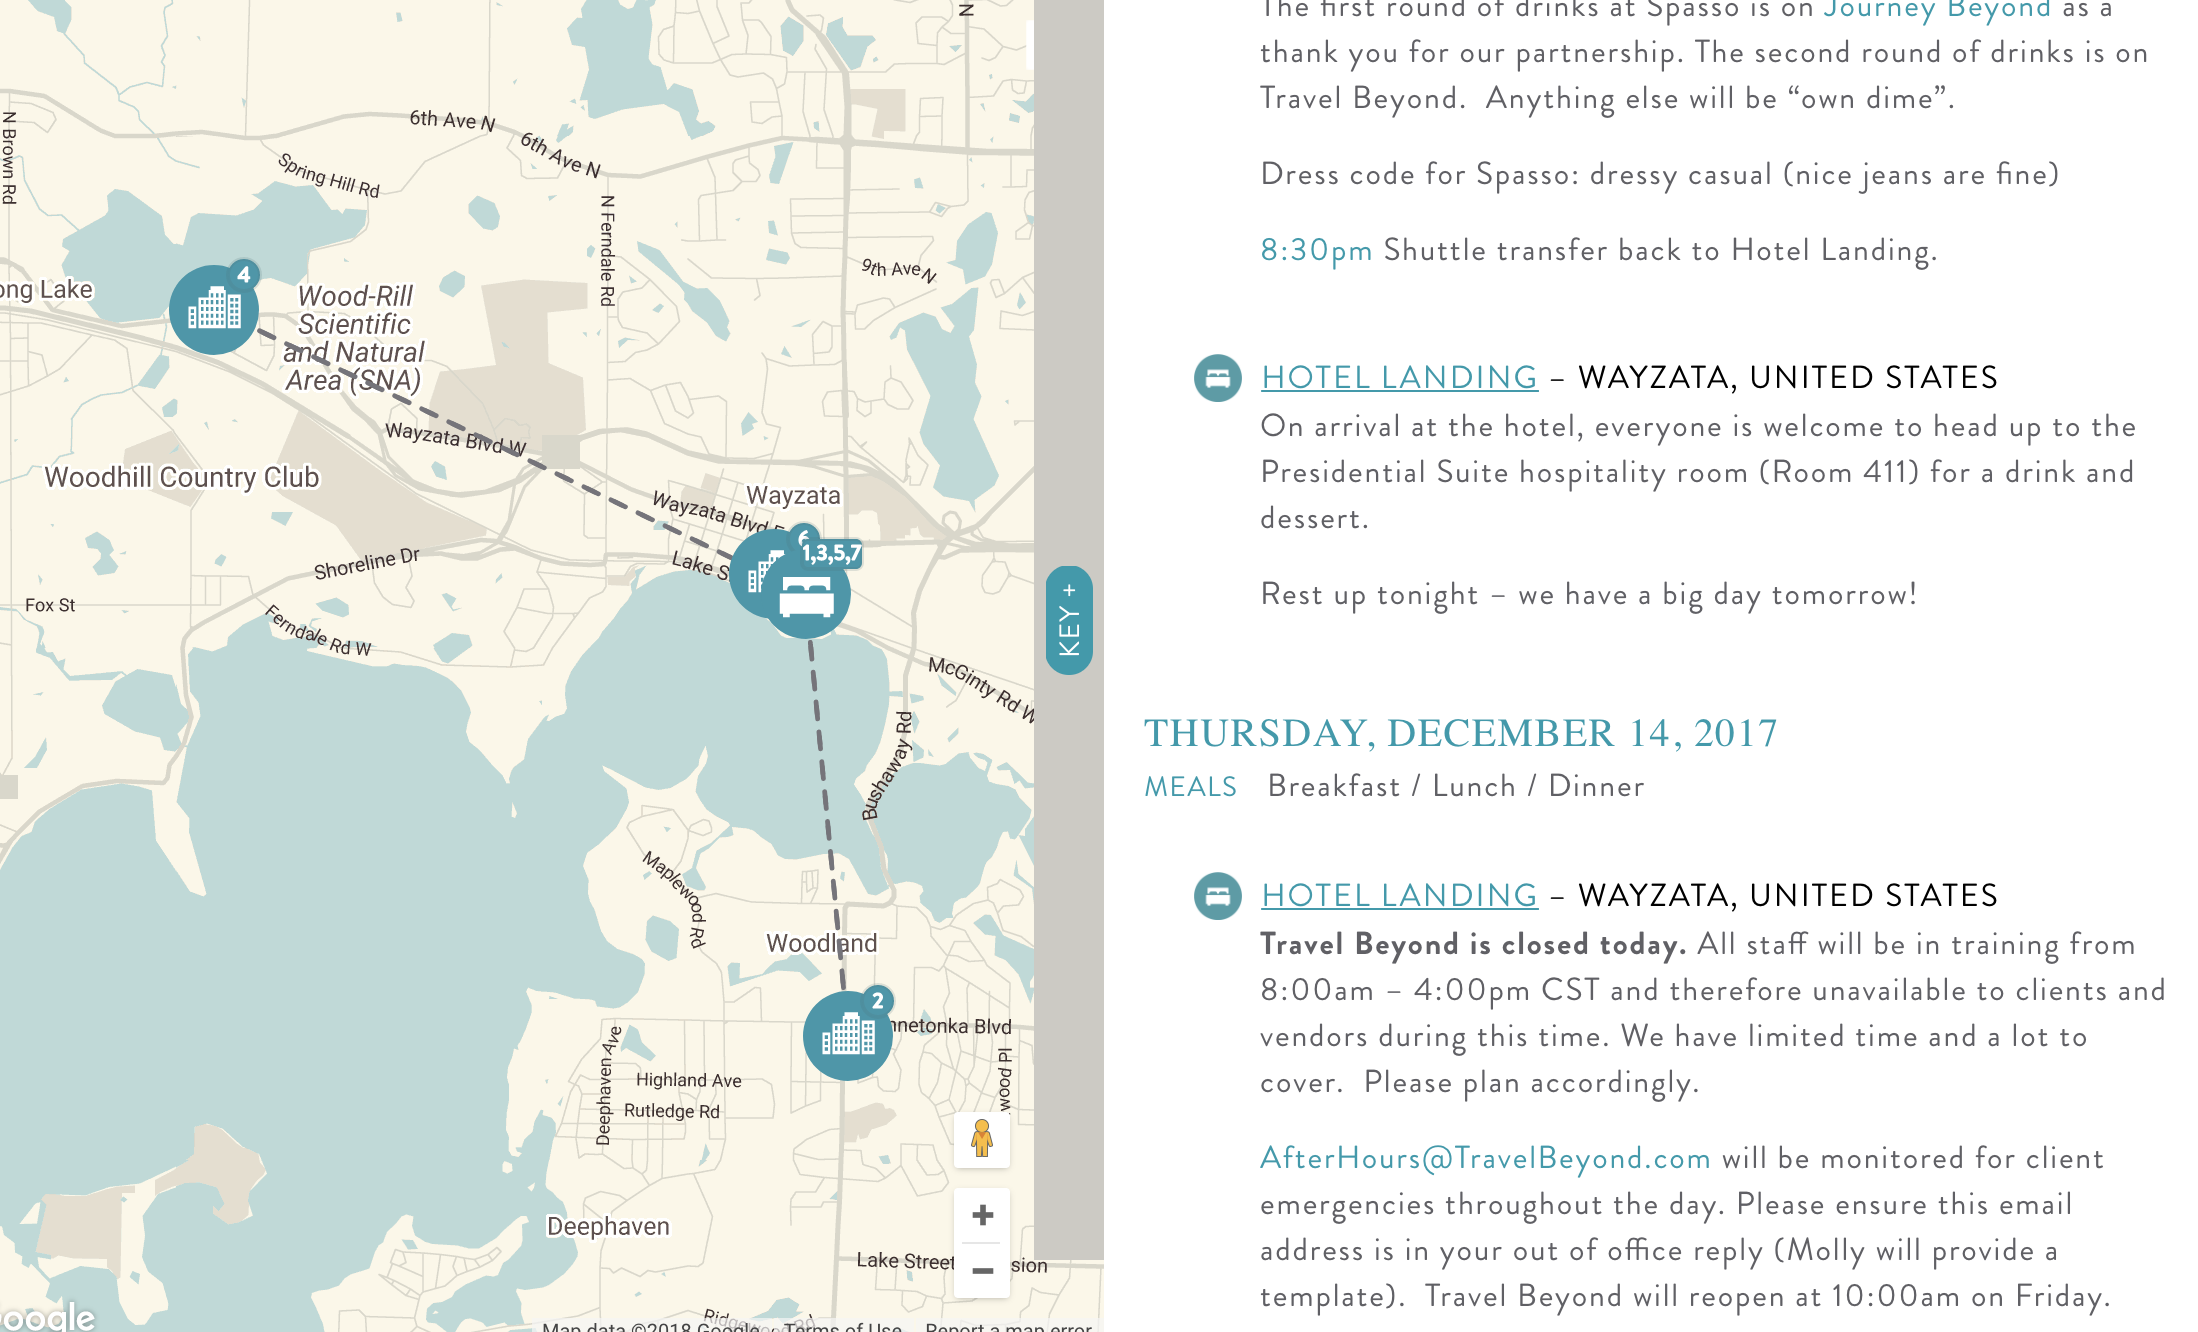 N
N Brown Rd
6th Ave N
6th Ave N
Spring Hill Rd
N Ferndale Rd
9th Ave N
4
ong Lake
Wood-Rill
Scientific
and Natural
Area (SNA)
Wayzata Blvd W
Woodhill Country Club
Wayzata
Wayzata Blvd E
6
1,3,5,7
Lake S
Shoreline Dr
Fox St
Ferndale Rd W
KEY +
McGinty Rd W
Bushaway Rd
Maplewood Rd
Woodland
2
nnetonka Blvd
wood Pl
Deephaven Ave
Highland Ave
Rutledge Rd
+
−
Deephaven
Lake Street
sion
oogle
Map data ©2018 Google
Terms of Use
Report a map error
The first round of drinks at Spasso is on Journey Beyond as a
thank you for our partnership. The second round of drinks is on
Travel Beyond.  Anything else will be “own dime”.
Dress code for Spasso: dressy casual (nice jeans are fine)
8:30pm Shuttle transfer back to Hotel Landing.
HOTEL LANDING – WAYZATA, UNITED STATES
On arrival at the hotel, everyone is welcome to head up to the
Presidential Suite hospitality room (Room 411) for a drink and
dessert.
Rest up tonight – we have a big day tomorrow!
THURSDAY, DECEMBER 14, 2017
MEALS Breakfast / Lunch / Dinner
HOTEL LANDING – WAYZATA, UNITED STATES
Travel Beyond is closed today. All staff will be in training from
8:00am – 4:00pm CST and therefore unavailable to clients and
vendors during this time. We have limited time and a lot to
cover.  Please plan accordingly.
AfterHours@TravelBeyond.com will be monitored for client
emergencies throughout the day. Please ensure this email
address is in your out of office reply (Molly will provide a
template).  Travel Beyond will reopen at 10:00am on Friday.